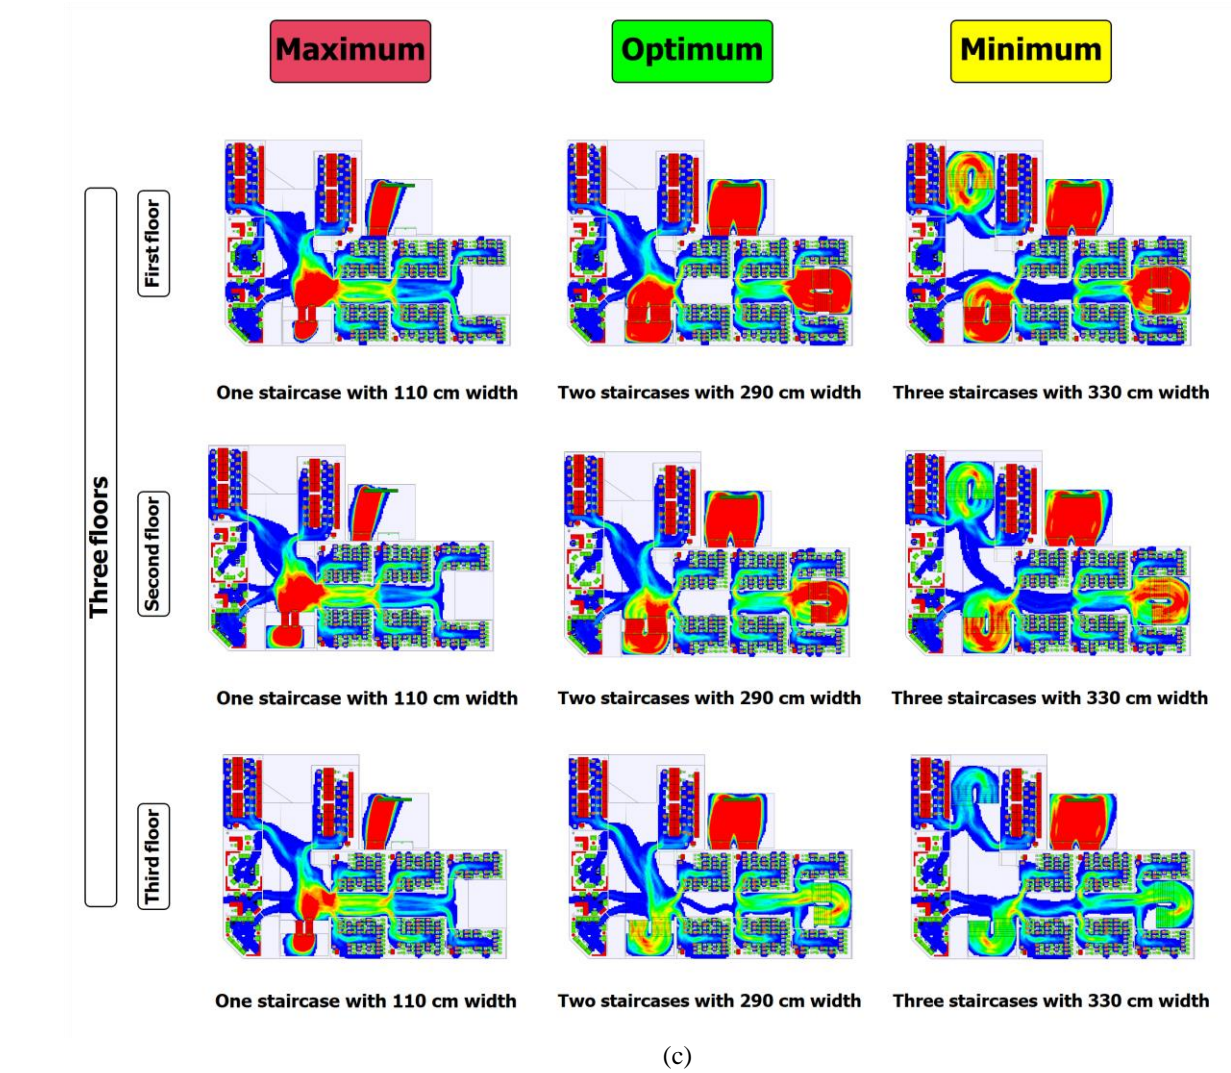 Maximum
Optimum
Minimum
Three floors
First floor
One staircase with 110 cm width
Two staircases with 290 cm width
Three staircases with 330 cm width
Second floor
One staircase with 110 cm width
Two staircases with 290 cm width
Three staircases with 330 cm width
Third floor
One staircase with 110 cm width
Two staircases with 290 cm width
Three staircases with 330 cm width
(c)